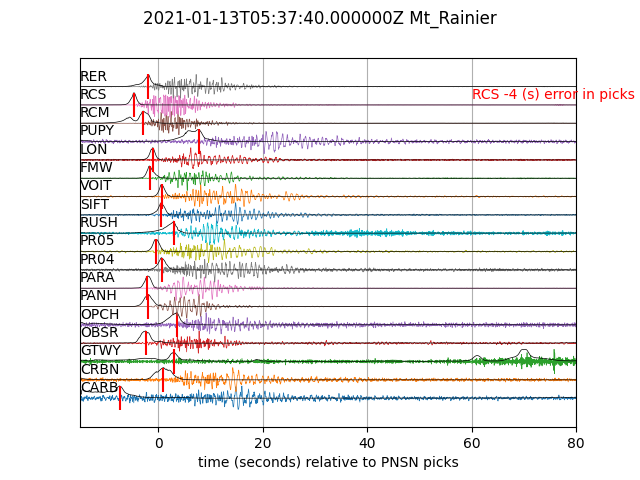 2021-01-13T05:37:40.000000Z Mt_Rainier
RER
RCS -4 (s) error in picks
RCS
RCM
PUPY
LON
FMW
VOIT
SIFT
RUSH
PR05
PR04
PARA
PANH
OPCH
OBSR
GTWY
CRBN
CARB
0 20 40 60 80
time (seconds) relative to PNSN picks